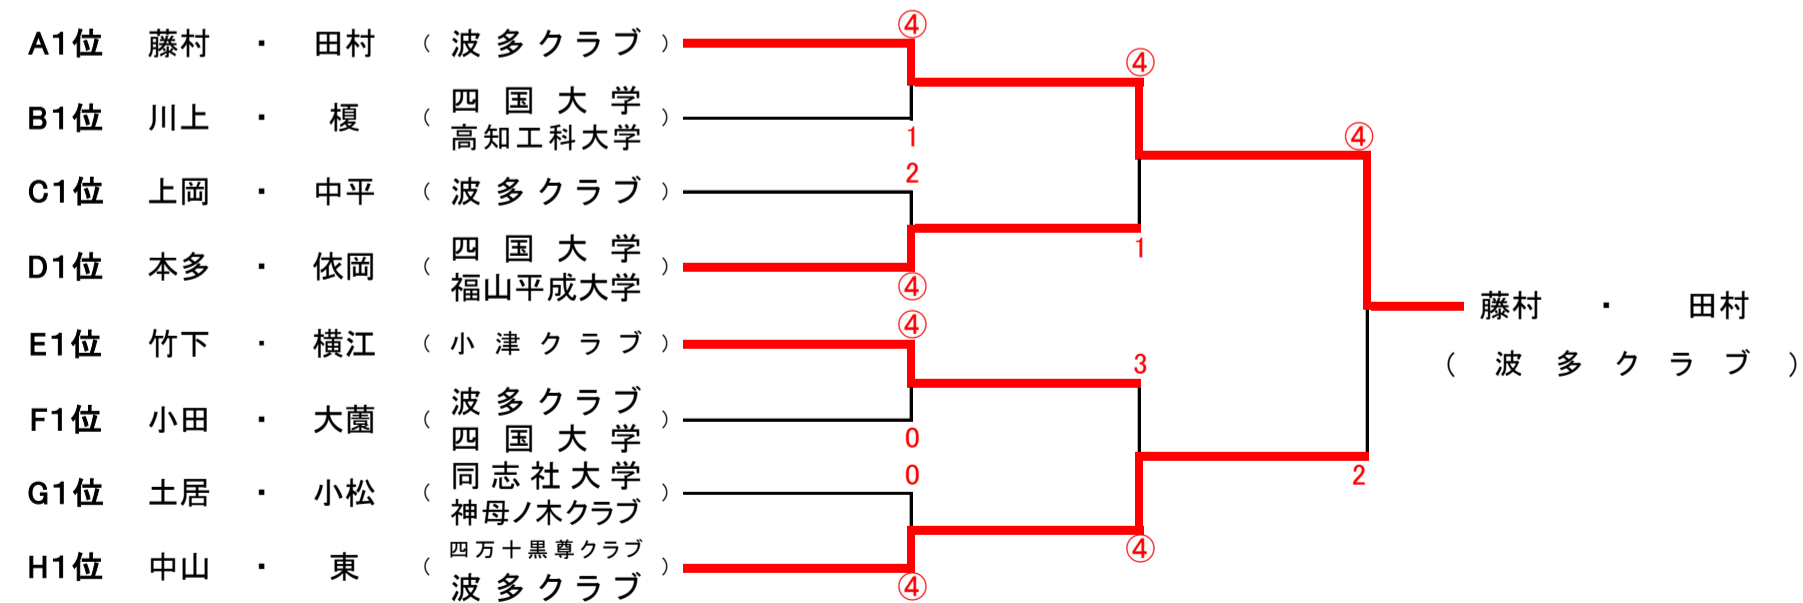 A1位 藤村 ・ 田村 （ 波多クラブ ）
B1位 川上 ・ 榎 （ 四国大学 高知工科大学 ）
C1位 上岡 ・ 中平 （ 波多クラブ ）
D1位 本多 ・ 依岡 （ 四国大学 福山平成大学 ）
E1位 竹下 ・ 横江 （ 小津クラブ ）
F1位 小田 ・ 大薗 （ 波多クラブ 四国大学 ）
G1位 土居 ・ 小松 （ 同志社大学 神母ノ木クラブ ）
H1位 中山 ・ 東 （ 四万十黒尊クラブ 波多クラブ ）
④
1
2
④
④
0
0
④
④
1
3
④
④
2
藤村 ・ 田村
（ 波多クラブ ）